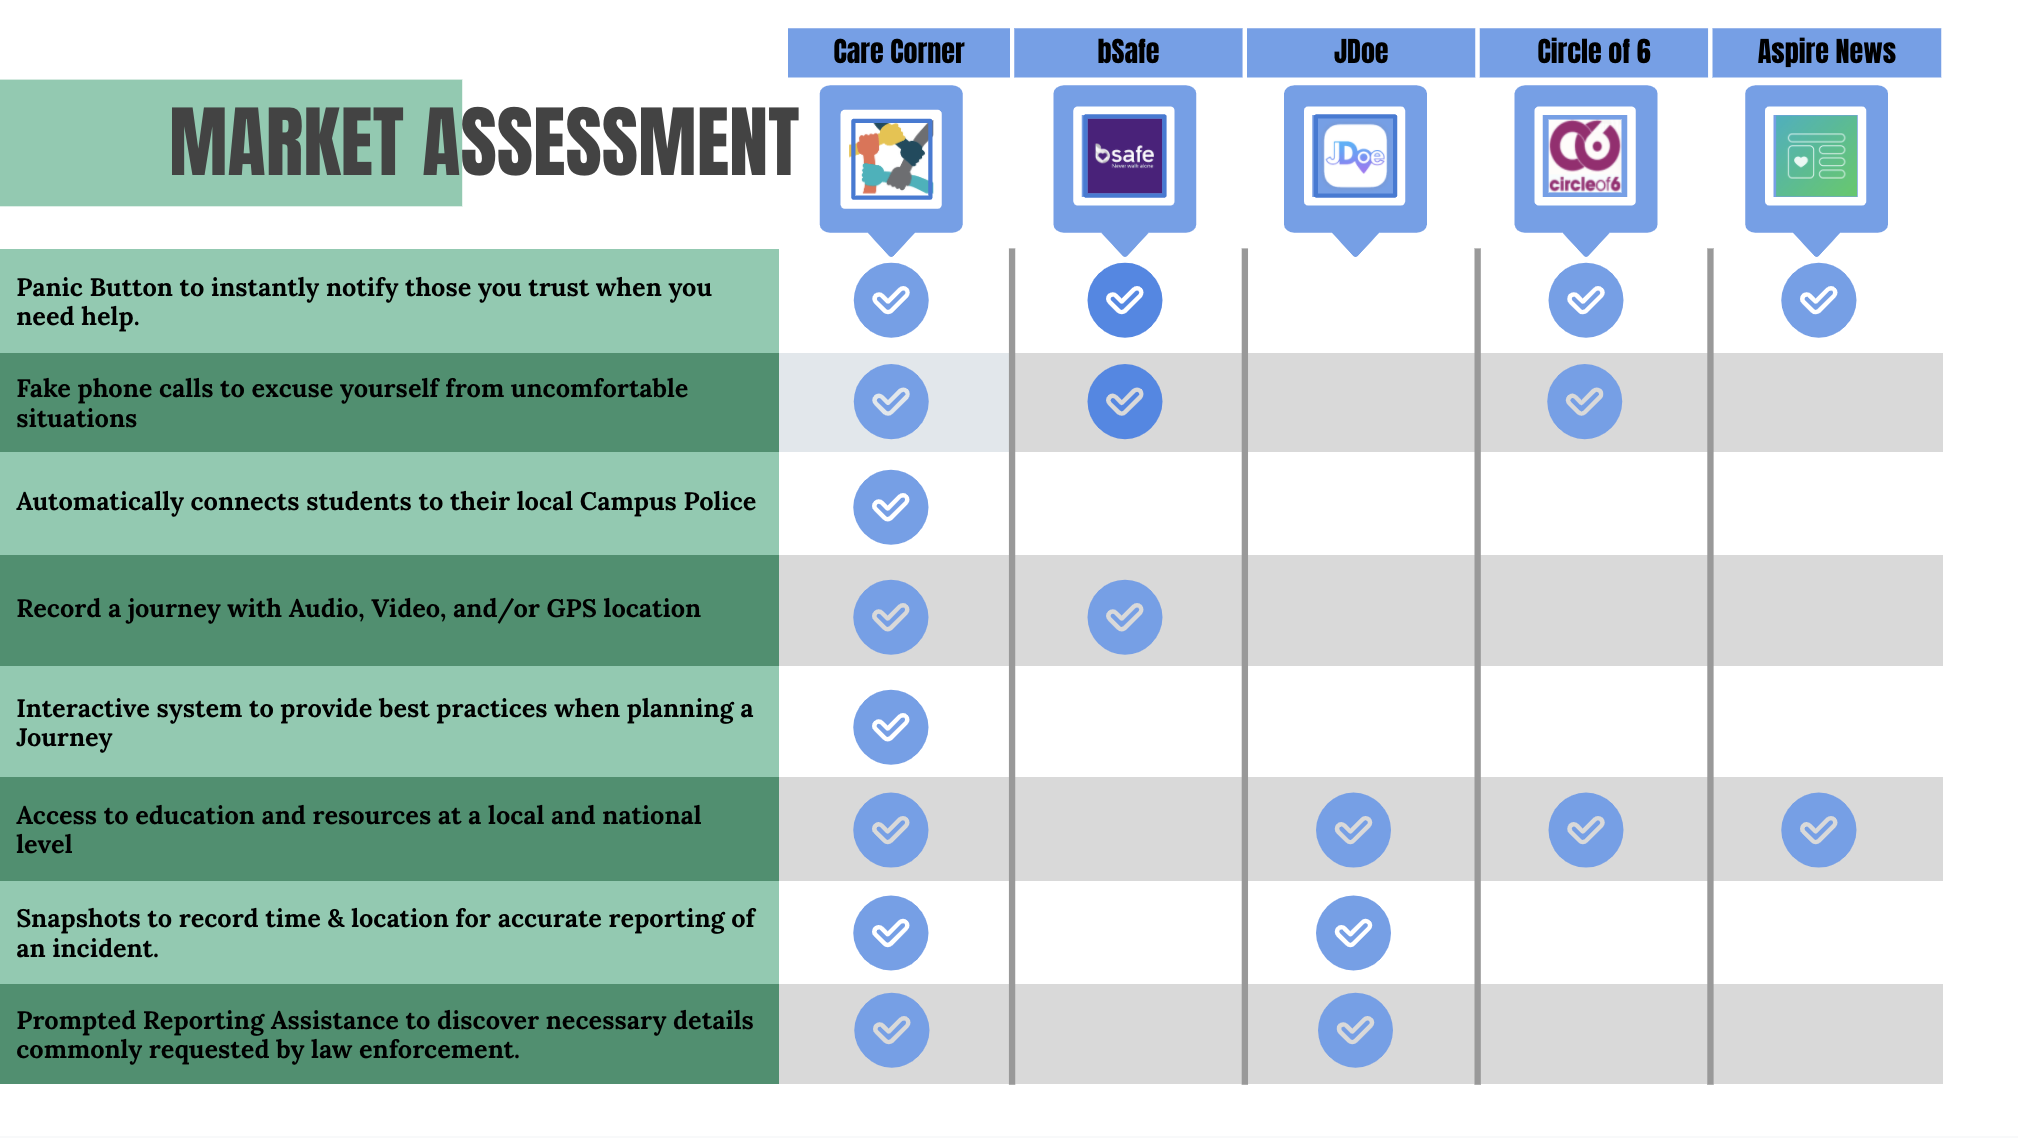 Care Corner
bSafe
JDoe
Circle of 6
Aspire News
MARKET ASSESSMENT
bsafe
Never walk alone
JDoe
C6
circleof6
Panic Button to instantly notify those you trust when you
need help.
Fake phone calls to excuse yourself from uncomfortable
situations
Automatically connects students to their local Campus Police
Record a journey with Audio, Video, and/or GPS location
Interactive system to provide best practices when planning a
Journey
Access to education and resources at a local and national
level
Snapshots to record time & location for accurate reporting of
an incident.
Prompted Reporting Assistance to discover necessary details
commonly requested by law enforcement.